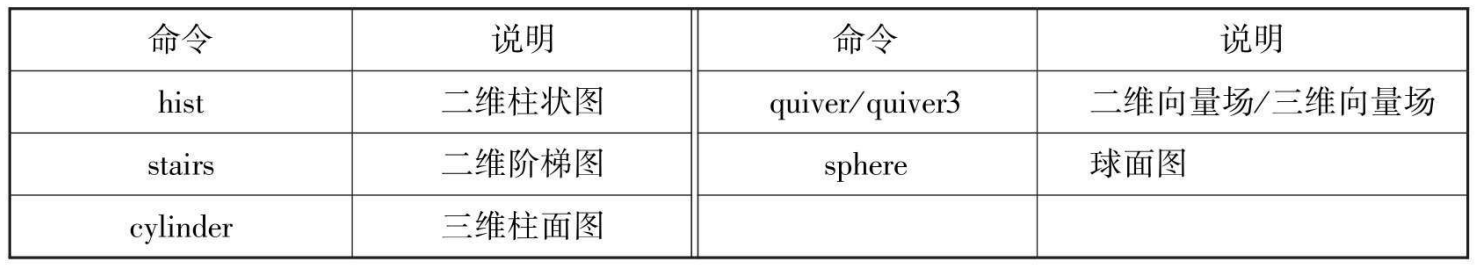 命令 说明 命令 说明
hist 二维柱状图 quiver/quiver3 二维向量场/三维向量场
stairs 二维阶梯图 sphere 球面图
cylinder 三维柱面图